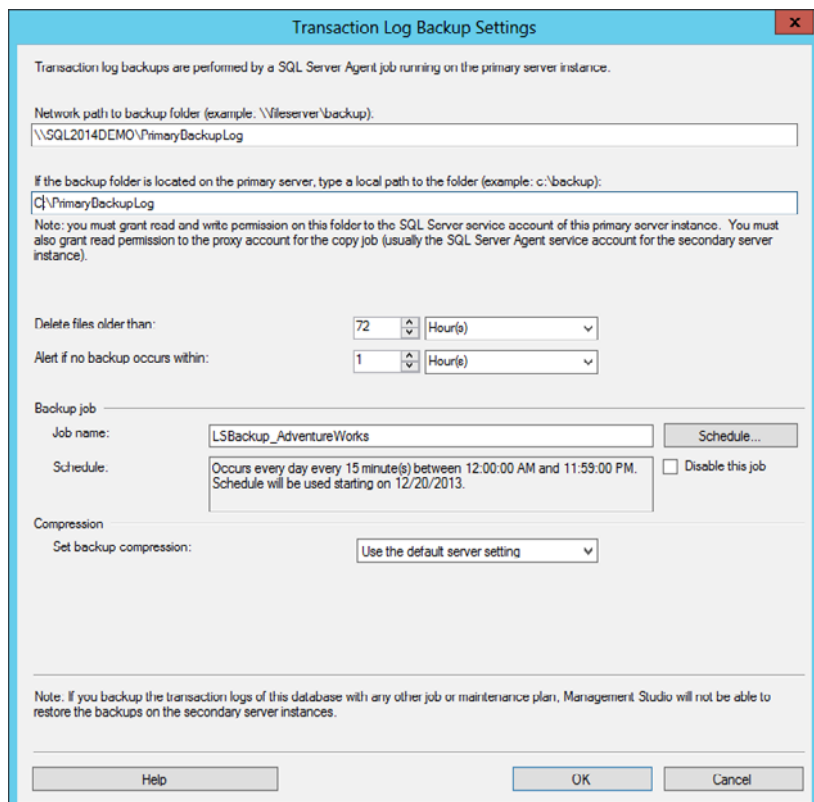 Transaction Log Backup Settings
x
Transaction log backups are performed by a SQL Server Agent job running on the primary server instance.
Network path to backup folder (example: \\fileserver\backup):
\\SQL2014DEMO\PrimaryBackupLog
If the backup folder is located on the primary server, type a local path to the folder (example: c:\backup):
C:\PrimaryBackupLog
Note: you must grant read and write permission on this folder to the SQL Server service account of this primary server instance. You must
also grant read permission to the proxy account for the copy job (usually the SQL Server Agent service account for the secondary server
instance).
Delete files older than: 72 Hour(s)
Alert if no backup occurs within: 1 Hour(s)
Backup job
Job name: LSBackup_AdventureWorks Schedule...
Schedule: Occurs every day every 15 minute(s) between 12:00:00 AM and 11:59:00 PM. Disable this job
Schedule will be used starting on 12/20/2013.
Compression
Set backup compression: Use the default server setting
Note: If you backup the transaction logs of this database with any other job or maintenance plan, Management Studio will not be able to
restore the backups on the secondary server instances.
Help OK Cancel